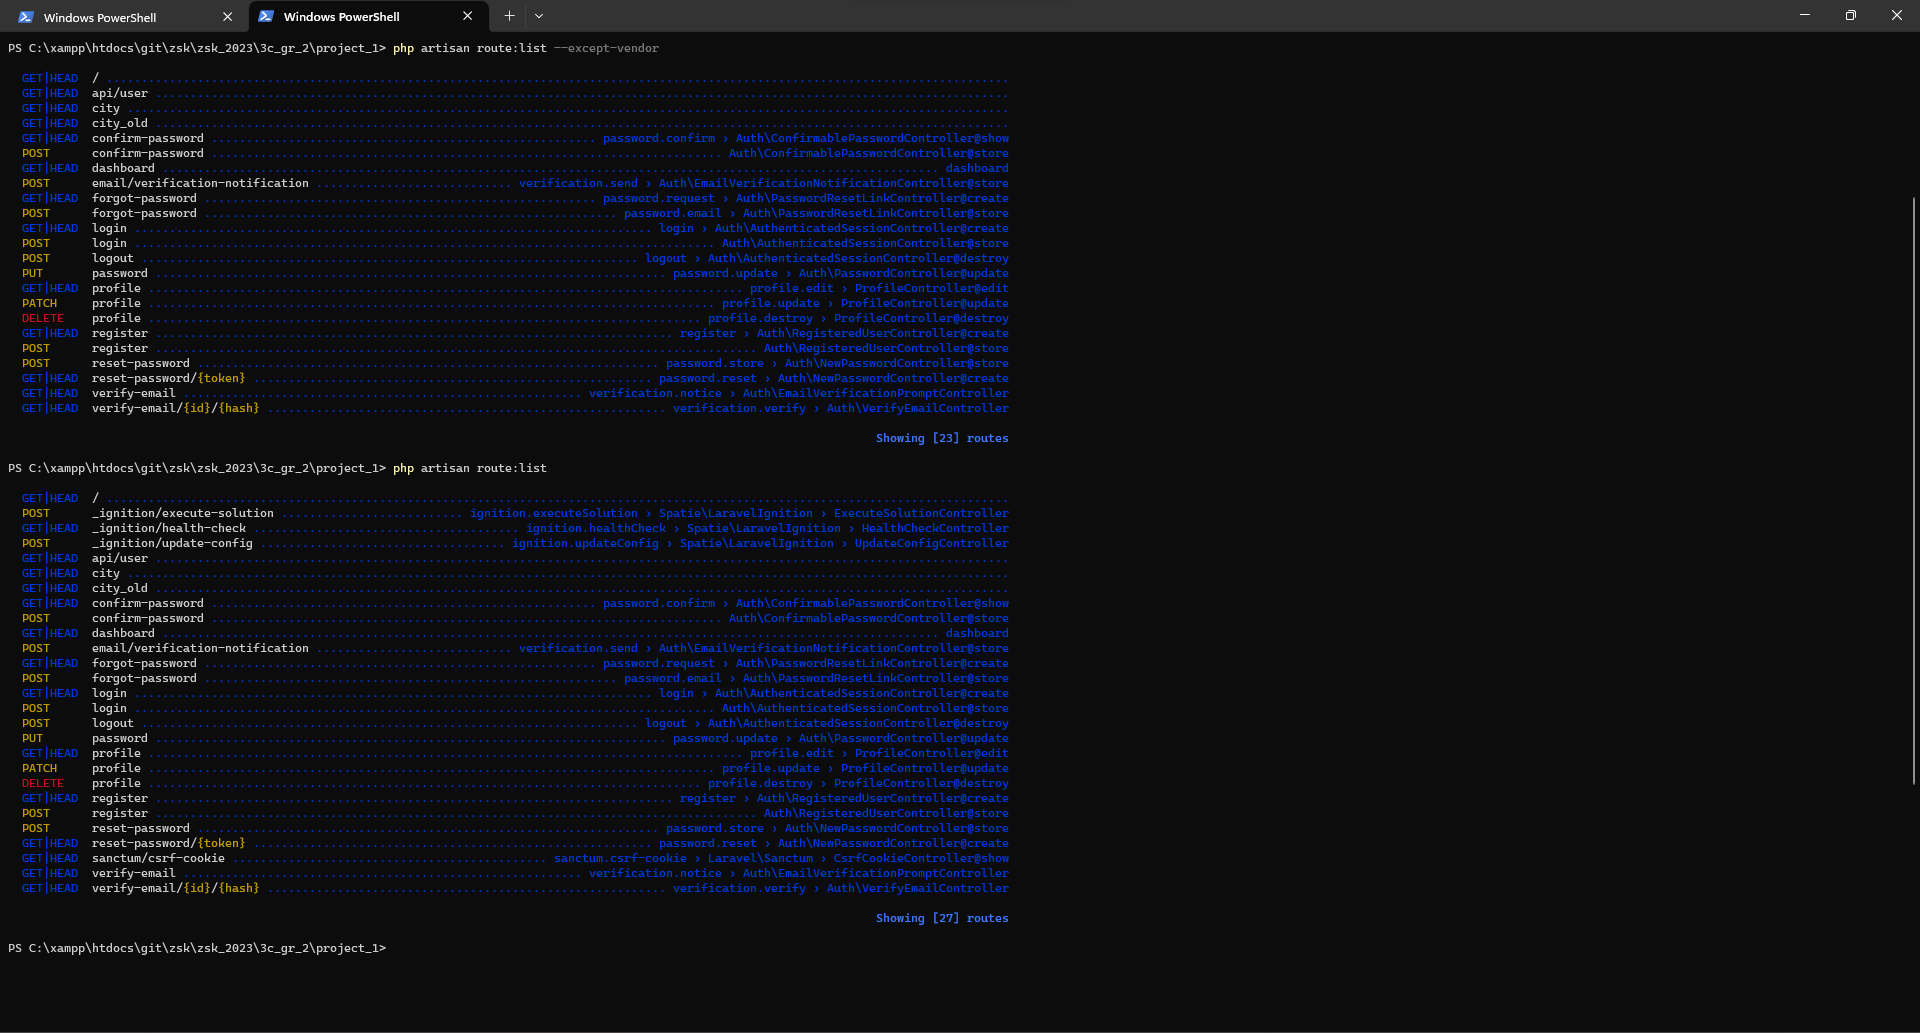 Windows PowerShell
Windows PowerShell
PS C:\xampp\htdocs\git\zsk\zsk_2023\3c_gr_2\project_1> php artisan route:list --except-vendor
GET|HEAD / ........................................................................................................
GET|HEAD api/user ........................................................................................................
GET|HEAD city ........................................................................................................
GET|HEAD city_old ........................................................................................................
GET|HEAD confirm-password ....................................................... password.confirm › Auth\ConfirmablePasswordController@show
POST confirm-password ......................................................................... Auth\ConfirmablePasswordController@store
GET|HEAD dashboard ........................................................................................................ dashboard
POST email/verification-notification ............................ verification.send › Auth\EmailVerificationNotificationController@store
GET|HEAD forgot-password ........................................................ password.request › Auth\PasswordResetLinkController@create
POST forgot-password ........................................................... password.email › Auth\PasswordResetLinkController@store
GET|HEAD login .......................................................................... login › Auth\AuthenticatedSessionController@create
POST login ................................................................................... Auth\AuthenticatedSessionController@store
POST logout ....................................................................... logout › Auth\AuthenticatedSessionController@destroy
PUT password ......................................................................... password.update › Auth\PasswordController@update
GET|HEAD profile ..................................................................................... profile.edit › ProfileController@edit
PATCH profile ................................................................................. profile.update › ProfileController@update
DELETE profile ............................................................................... profile.destroy › ProfileController@destroy
GET|HEAD register ........................................................................... register › Auth\RegisteredUserController@create
POST register ...................................................................................... Auth\RegisteredUserController@store
POST reset-password ................................................................... password.store › Auth\NewPasswordController@store
GET|HEAD reset-password/{token} .......................................................... password.reset › Auth\NewPasswordController@create
GET|HEAD verify-email .......................................................... verification.notice › Auth\EmailVerificationPromptController
GET|HEAD verify-email/{id}/{hash} ......................................................... verification.verify › Auth\VerifyEmailController
Showing [23] routes
PS C:\xampp\htdocs\git\zsk\zsk_2023\3c_gr_2\project_1> php artisan route:list
GET|HEAD / ........................................................................................................
POST _ignition/execute-solution .......................... ignition.executeSolution › Spatie\LaravelIgnition › ExecuteSolutionController
GET|HEAD _ignition/health-check ...................................... ignition.healthCheck › Spatie\LaravelIgnition › HealthCheckController
POST _ignition/update-config ................................... ignition.updateConfig › Spatie\LaravelIgnition › UpdateConfigController
GET|HEAD api/user ........................................................................................................
GET|HEAD city ........................................................................................................
GET|HEAD city_old ........................................................................................................
GET|HEAD confirm-password ....................................................... password.confirm › Auth\ConfirmablePasswordController@show
POST confirm-password ......................................................................... Auth\ConfirmablePasswordController@store
GET|HEAD dashboard ........................................................................................................ dashboard
POST email/verification-notification ............................ verification.send › Auth\EmailVerificationNotificationController@store
GET|HEAD forgot-password ........................................................ password.request › Auth\PasswordResetLinkController@create
POST forgot-password ........................................................... password.email › Auth\PasswordResetLinkController@store
GET|HEAD login .......................................................................... login › Auth\AuthenticatedSessionController@create
POST login ................................................................................... Auth\AuthenticatedSessionController@store
POST logout ....................................................................... logout › Auth\AuthenticatedSessionController@destroy
PUT password ......................................................................... password.update › Auth\PasswordController@update
GET|HEAD profile ..................................................................................... profile.edit › ProfileController@edit
PATCH profile ................................................................................. profile.update › ProfileController@update
DELETE profile ............................................................................... profile.destroy › ProfileController@destroy
GET|HEAD register ........................................................................... register › Auth\RegisteredUserController@create
POST register ...................................................................................... Auth\RegisteredUserController@store
POST reset-password ................................................................... password.store › Auth\NewPasswordController@store
GET|HEAD reset-password/{token} .......................................................... password.reset › Auth\NewPasswordController@create
GET|HEAD sanctum/csrf-cookie ............................................. sanctum.csrf-cookie › Laravel\Sanctum › CsrfCookieController@show
GET|HEAD verify-email .......................................................... verification.notice › Auth\EmailVerificationPromptController
GET|HEAD verify-email/{id}/{hash} ......................................................... verification.verify › Auth\VerifyEmailController
Showing [27] routes
PS C:\xampp\htdocs\git\zsk\zsk_2023\3c_gr_2\project_1>